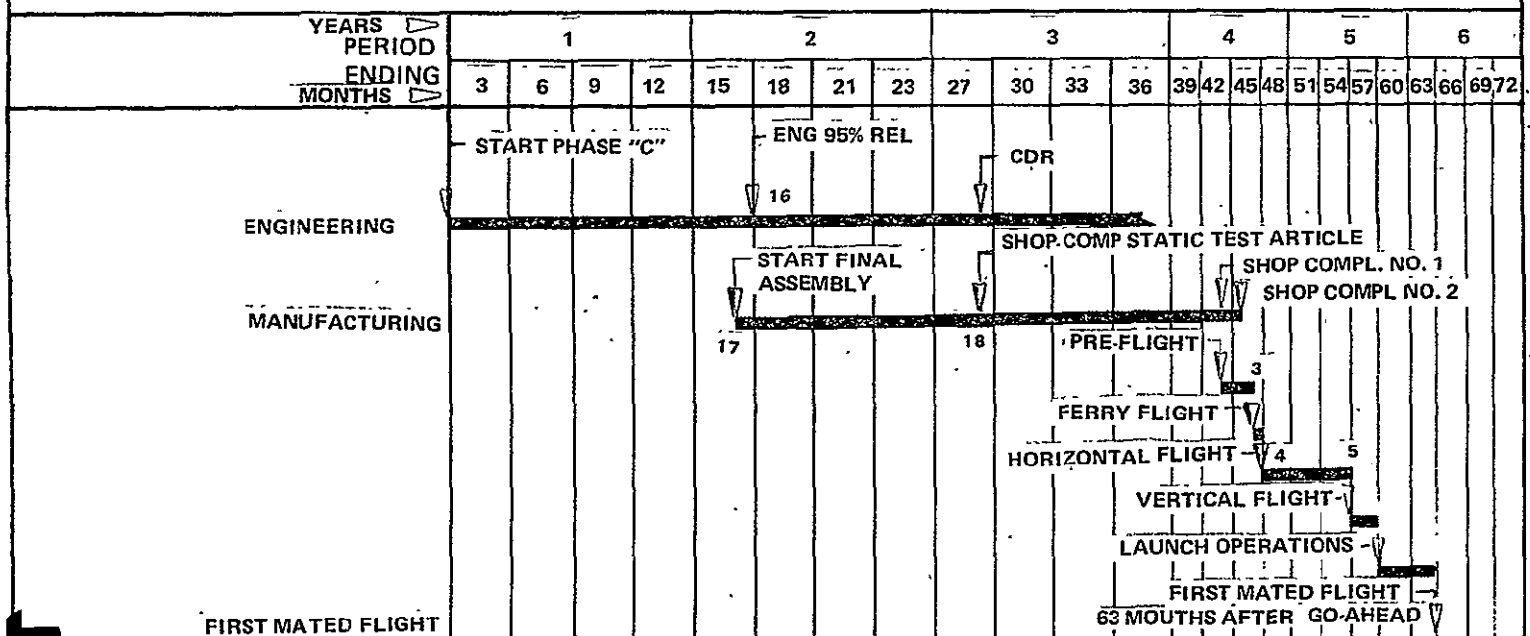 YEARS
PERIOD
1 2 3 4 5 6
ENDING
MONTHS
3 6 9 12 15 18 21 23 27 30 33 36 39 42 45 48 51 54 57 60 63 66 69 72
START PHASE "C"
ENG 95% REL
CDR
16
ENGINEERING
SHOP COMP STATIC TEST ARTICLE
START FINAL
ASSEMBLY
SHOP COMPL. NO. 1
SHOP COMPL NO. 2
MANUFACTURING
17
18
PRE-FLIGHT
3
FERRY FLIGHT
HORIZONTAL FLIGHT
4
5
VERTICAL FLIGHT
LAUNCH OPERATIONS
FIRST MATED FLIGHT
63 MOUTHS AFTER GO-AHEAD
FIRST MATED FLIGHT